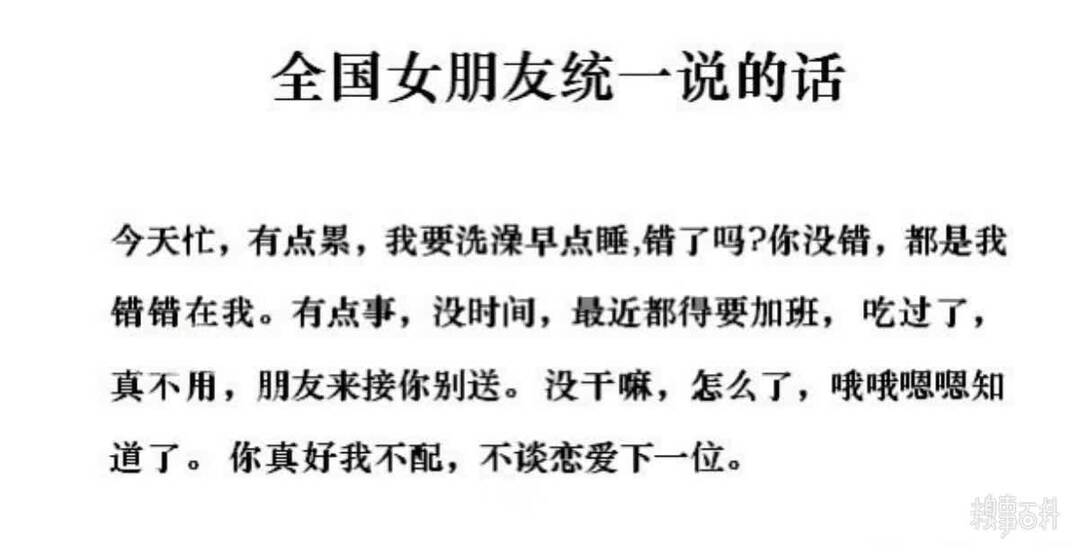 全国女朋友统一说的话
今天忙，有点累，我要洗澡早点睡,错了吗?你没错，都是我
错错在我。有点事，没时间，最近都得要加班， 吃过了，
真不用，朋友来接你别送。没干嘛，怎么了，哦哦嗯嗯知
道了。 你真好我不配，不谈恋爱下一位。
糗事百科